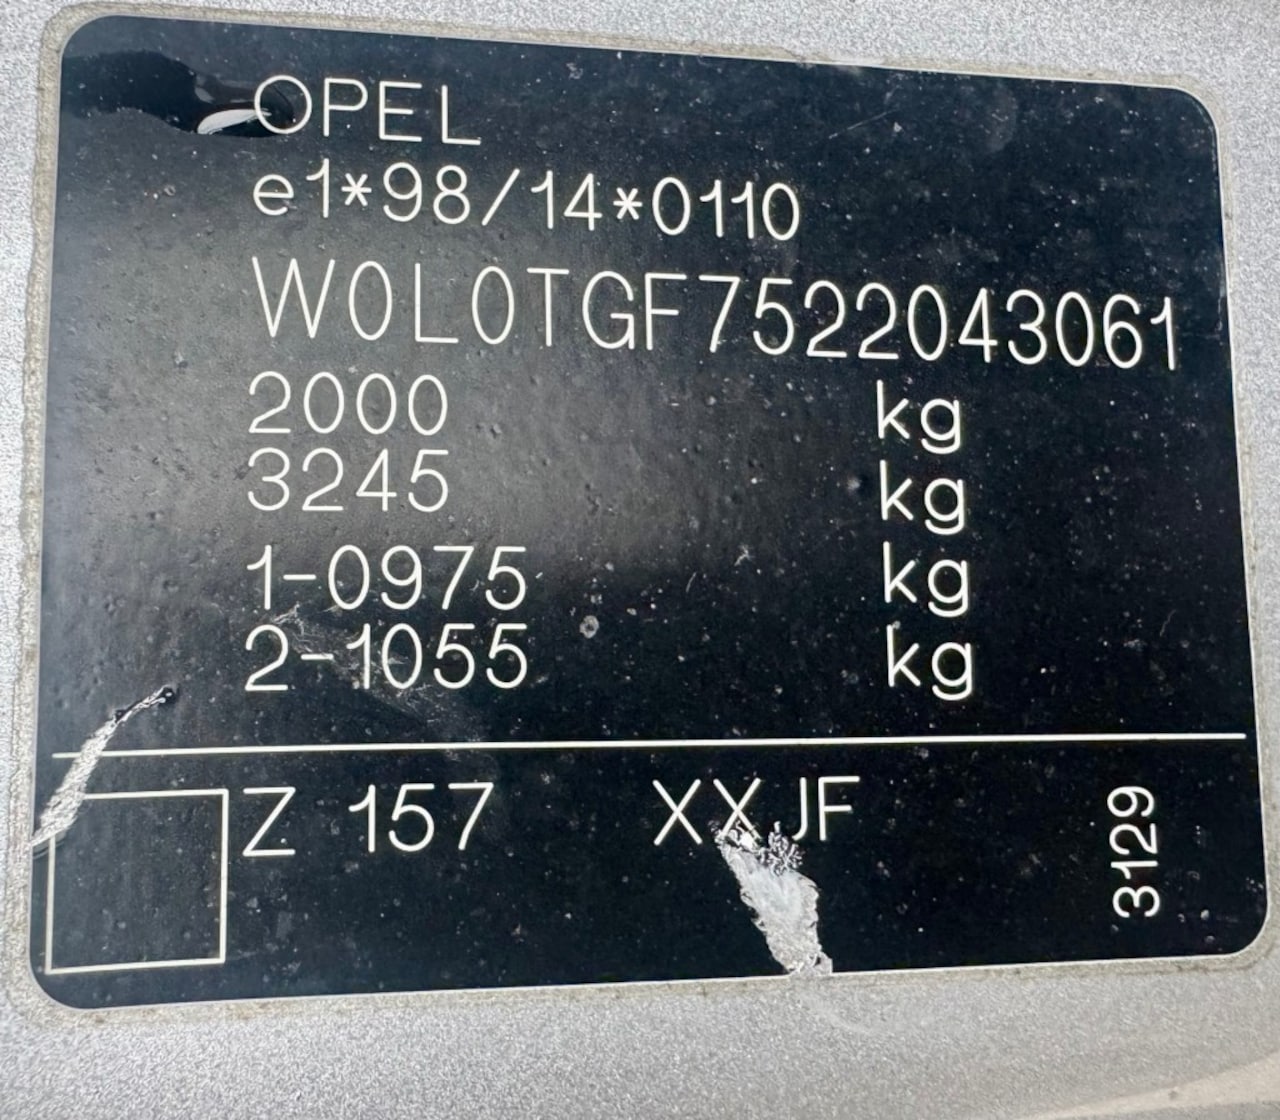 OPEL
e1*98/14*0110
W0L0TGF7522043061
2000 kg
3245 kg
1-0975 kg
2-1055 kg
Z 157 XXJF
3129